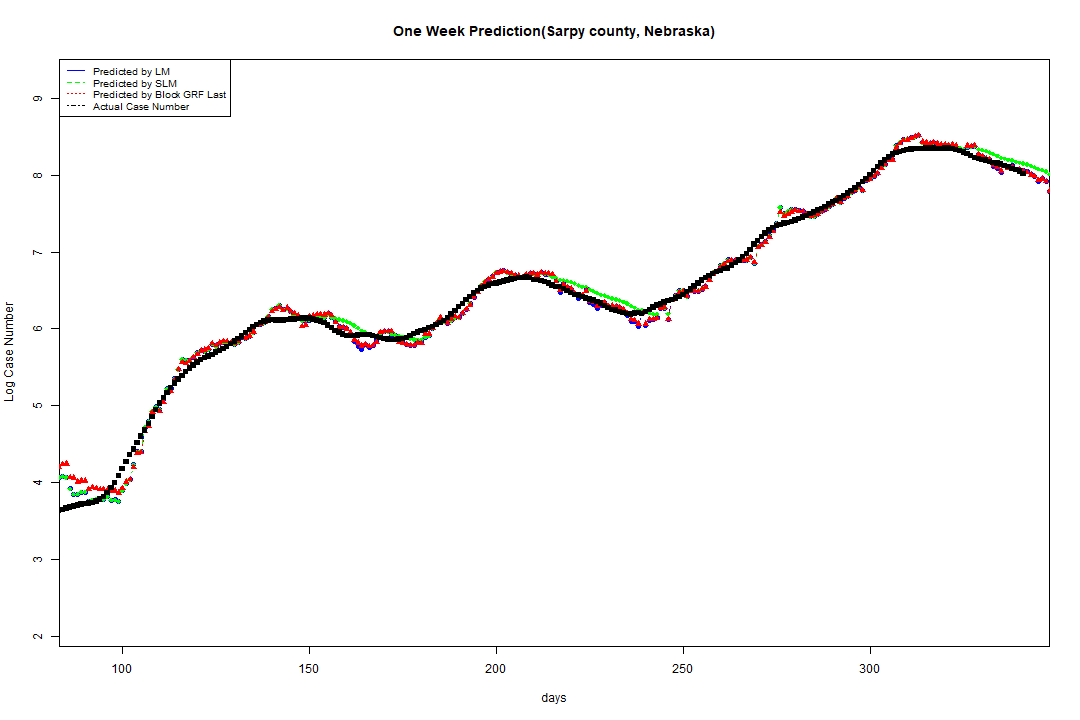 One Week Prediction(Sarpy county, Nebraska)
Predicted by LM
Predicted by SLM
Predicted by Block GRF Last
Actual Case Number
9
8
7
6
5
4
3
2
Log Case Number
100 150 200 250 300
days